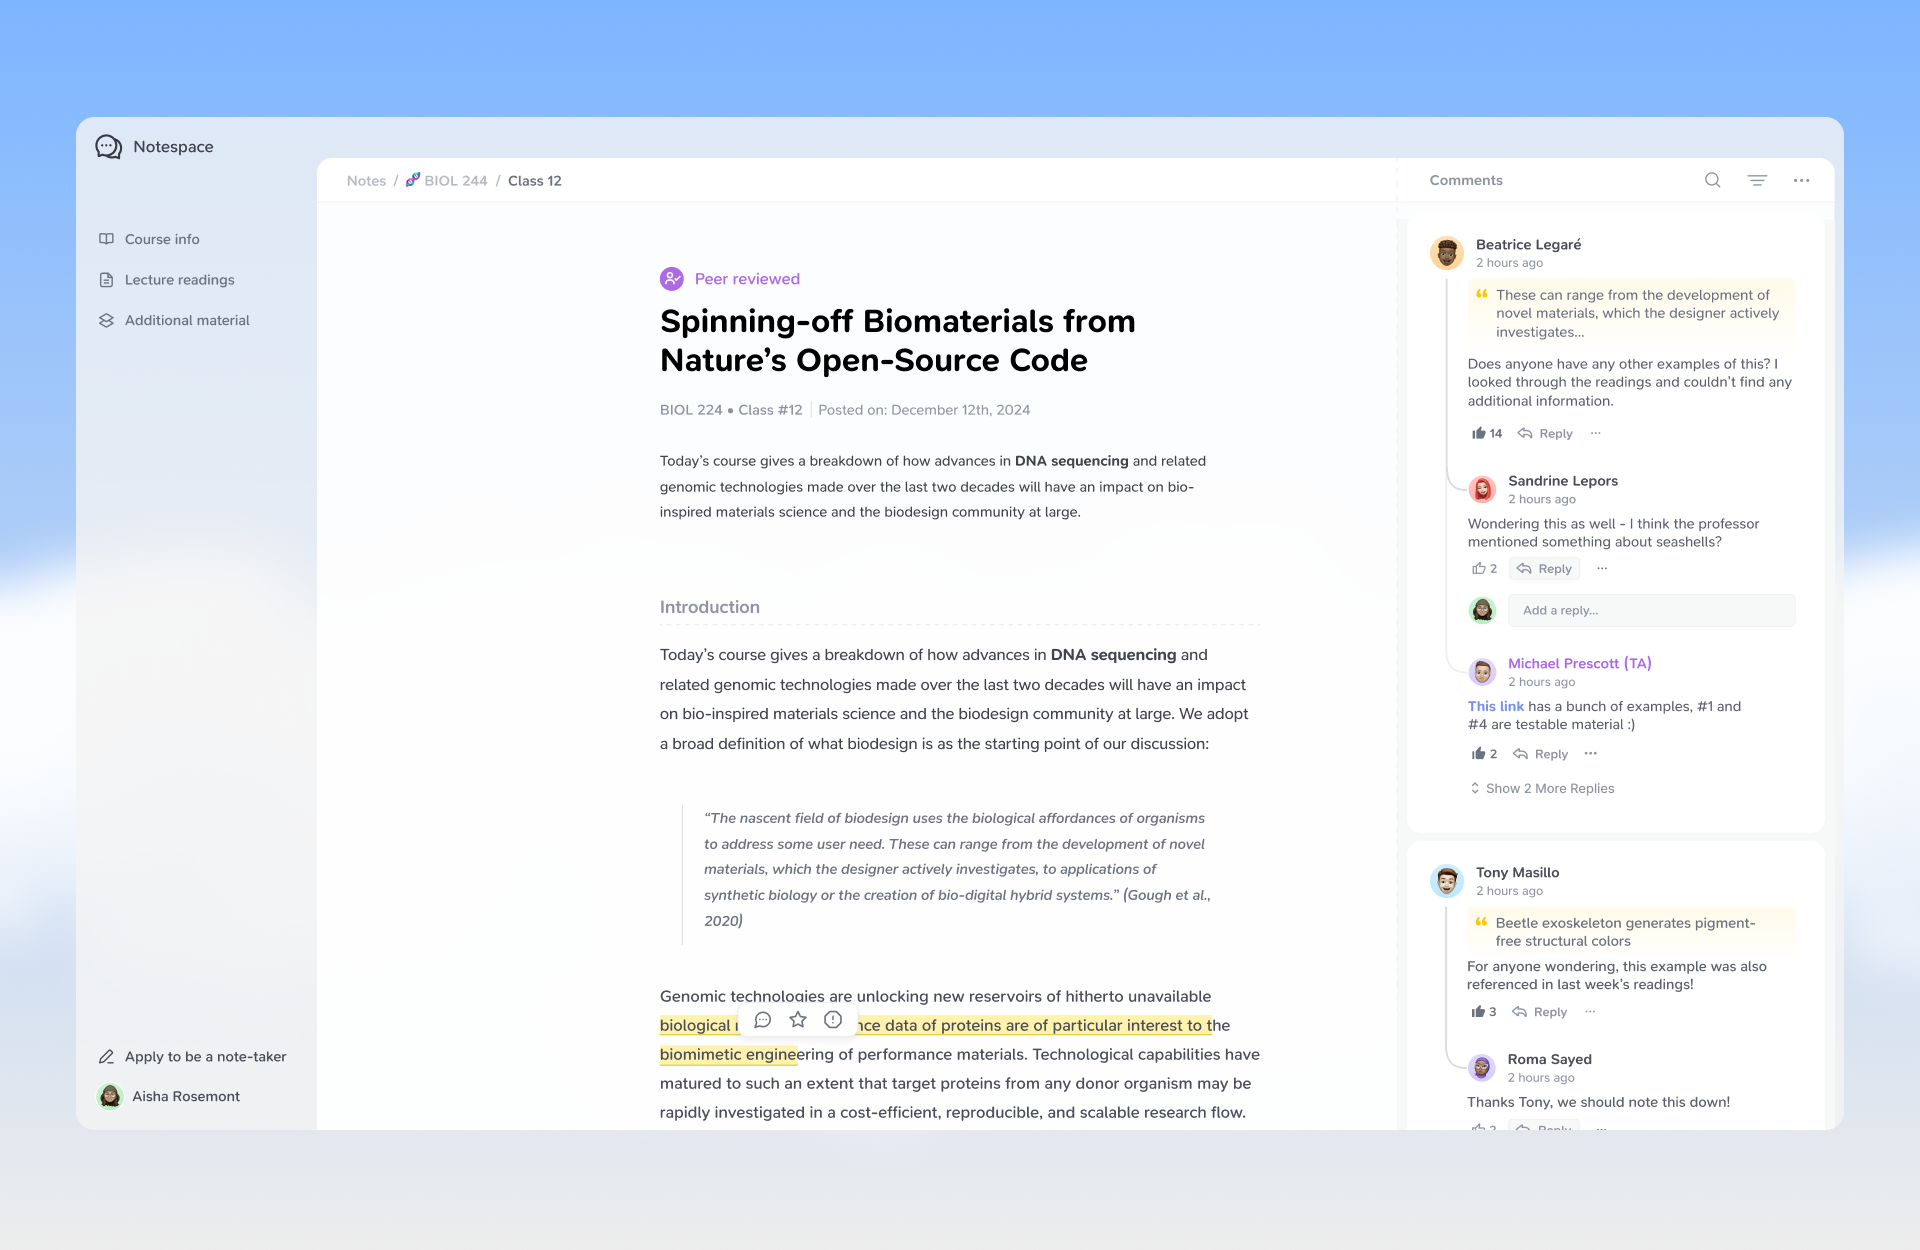 Notespace
Course info
Lecture readings
Additional material
Apply to be a note-taker
Aisha Rosemont
Notes / BIOL 244 / Class 12
Peer reviewed
Spinning-off Biomaterials from
Nature’s Open-Source Code
BIOL 224 • Class #12 Posted on: December 12th, 2024
Today’s course gives a breakdown of how advances in DNA sequencing and related
genomic technologies made over the last two decades will have an impact on bio-
inspired materials science and the biodesign community at large.
Introduction
Today’s course gives a breakdown of how advances in DNA sequencing and
related genomic technologies made over the last two decades will have an impact
on bio-inspired materials science and the biodesign community at large. We adopt
a broad definition of what biodesign is as the starting point of our discussion:
“The nascent field of biodesign uses the biological affordances of organisms
to address some user need. These can range from the development of novel
materials, which the designer actively investigates, to applications of
synthetic biology or the creation of bio-digital hybrid systems.” (Gough et al.,
2020)
Genomic technologies are unlocking new reservoirs of hitherto unavailable
biological data of proteins are of particular interest to the
biomimetic engineering of performance materials. Technological capabilities have
matured to such an extent that target proteins from any donor organism may be
rapidly investigated in a cost-efficient, reproducible, and scalable research flow.
Comments
Beatrice Legaré
2 hours ago
“ These can range from the development of
novel materials, which the designer actively
investigates...
Does anyone have any other examples of this? I
looked through the readings and couldn’t find any
additional information.
14 Reply ...
Sandrine Lepors
2 hours ago
Wondering this as well - I think the professor
mentioned something about seashells?
2 Reply ...
Add a reply...
Michael Prescott (TA)
2 hours ago
This link has a bunch of examples, #1 and
#4 are testable material :)
2 Reply ...
Show 2 More Replies
Tony Masillo
2 hours ago
“ Beetle exoskeleton generates pigment-
free structural colors
For anyone wondering, this example was also
referenced in last week’s readings!
3 Reply ...
Roma Sayed
2 hours ago
Thanks Tony, we should note this down!
Reply